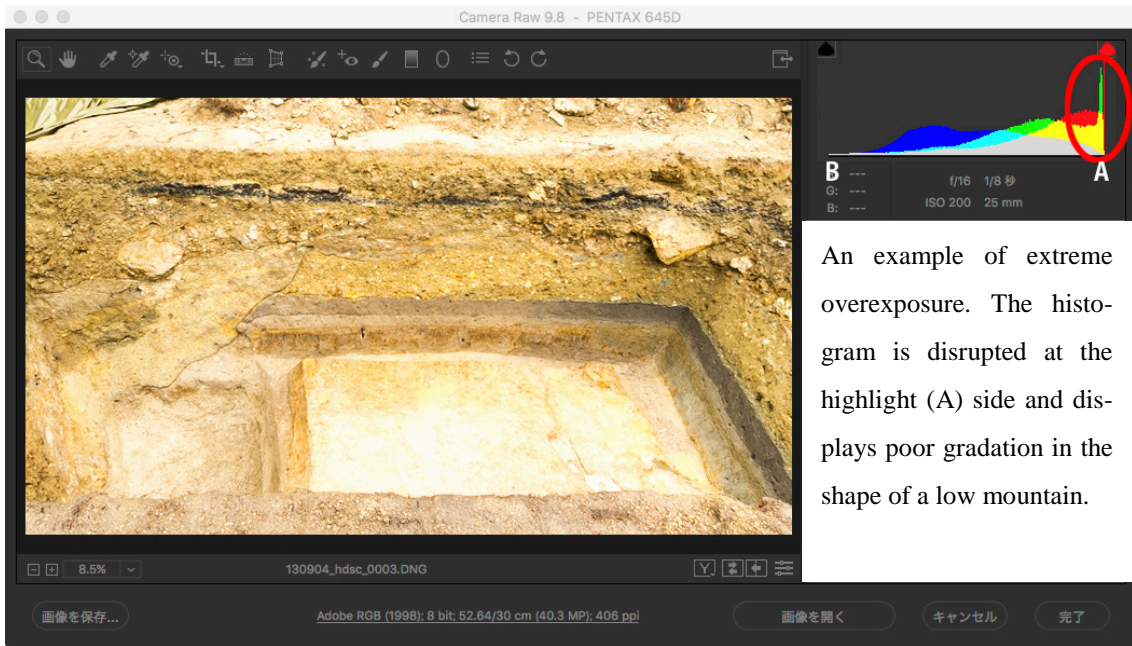 Camera Raw 9.8 - PENTAX 645D
B
A
---
G: ---
B: ---
f/16 1/8 秒
ISO 200 25 mm
An example of extreme
overexposure. The histo-
gram is disrupted at the
highlight (A) side and dis-
plays poor gradation in the
shape of a low mountain.
8.5%
130904_hdsc_0003.DNG
Y
画像を保存...
Adobe RGB (1998); 8 bit; 52.64/30 cm (40.3 MP); 406 ppi
画像を開く
キャンセル
完了